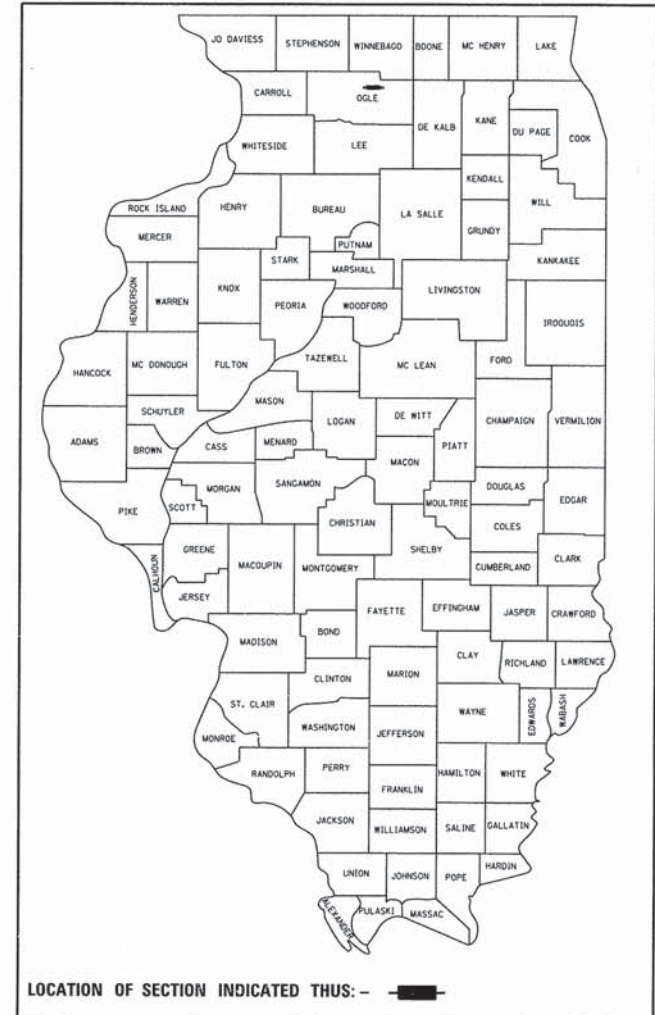 JO DAVIESS STEPHENSON WINNEBAGO BOONE MC HENRY LAKE
CARROLL OGLE DE KALB KANE DU PAGE COOK
WHITESIDE LEE
KENDALL WILL
ROCK ISLAND HENRY BUREAU LA SALLE GRUNDY
MERCER PUTNAM
STARK MARSHALL KANKAKEE
HENDERSON WARREN KNOX PEORIA WOODFORD LIVINGSTON IROQUOIS
HANCOCK MC DONOUGH FULTON TAZEWELL MC LEAN FORD
MASON
SCHUYLER LOGAN DE WITT CHAMPAIGN VERMILION
ADAMS BROWN CASS MENARD PIATT
MACON
PIKE SCOTT MORGAN SANGAMON MOULTRIE DOUGLAS EDGAR
CHRISTIAN COLES
CALHOUN GREENE MACOUPIN MONTGOMERY SHELBY CUMBERLAND CLARK
JERSEY
FAYETTE EFFINGHAM JASPER CRAWFORD
MADISON BOND
CLAY RICHLAND LAWRENCE
CLINTON MARION
ST. CLAIR WAYNE EDWARDS WABASH
MONROE WASHINGTON JEFFERSON
RANDOLPH PERRY HAMILTON WHITE
FRANKLIN
JACKSON WILLIAMSON SALINE GALLATIN
UNION JOHNSON POPE HARDIN
ALEXANDER PULASKI MASSAC
LOCATION OF SECTION INDICATED THUS: -